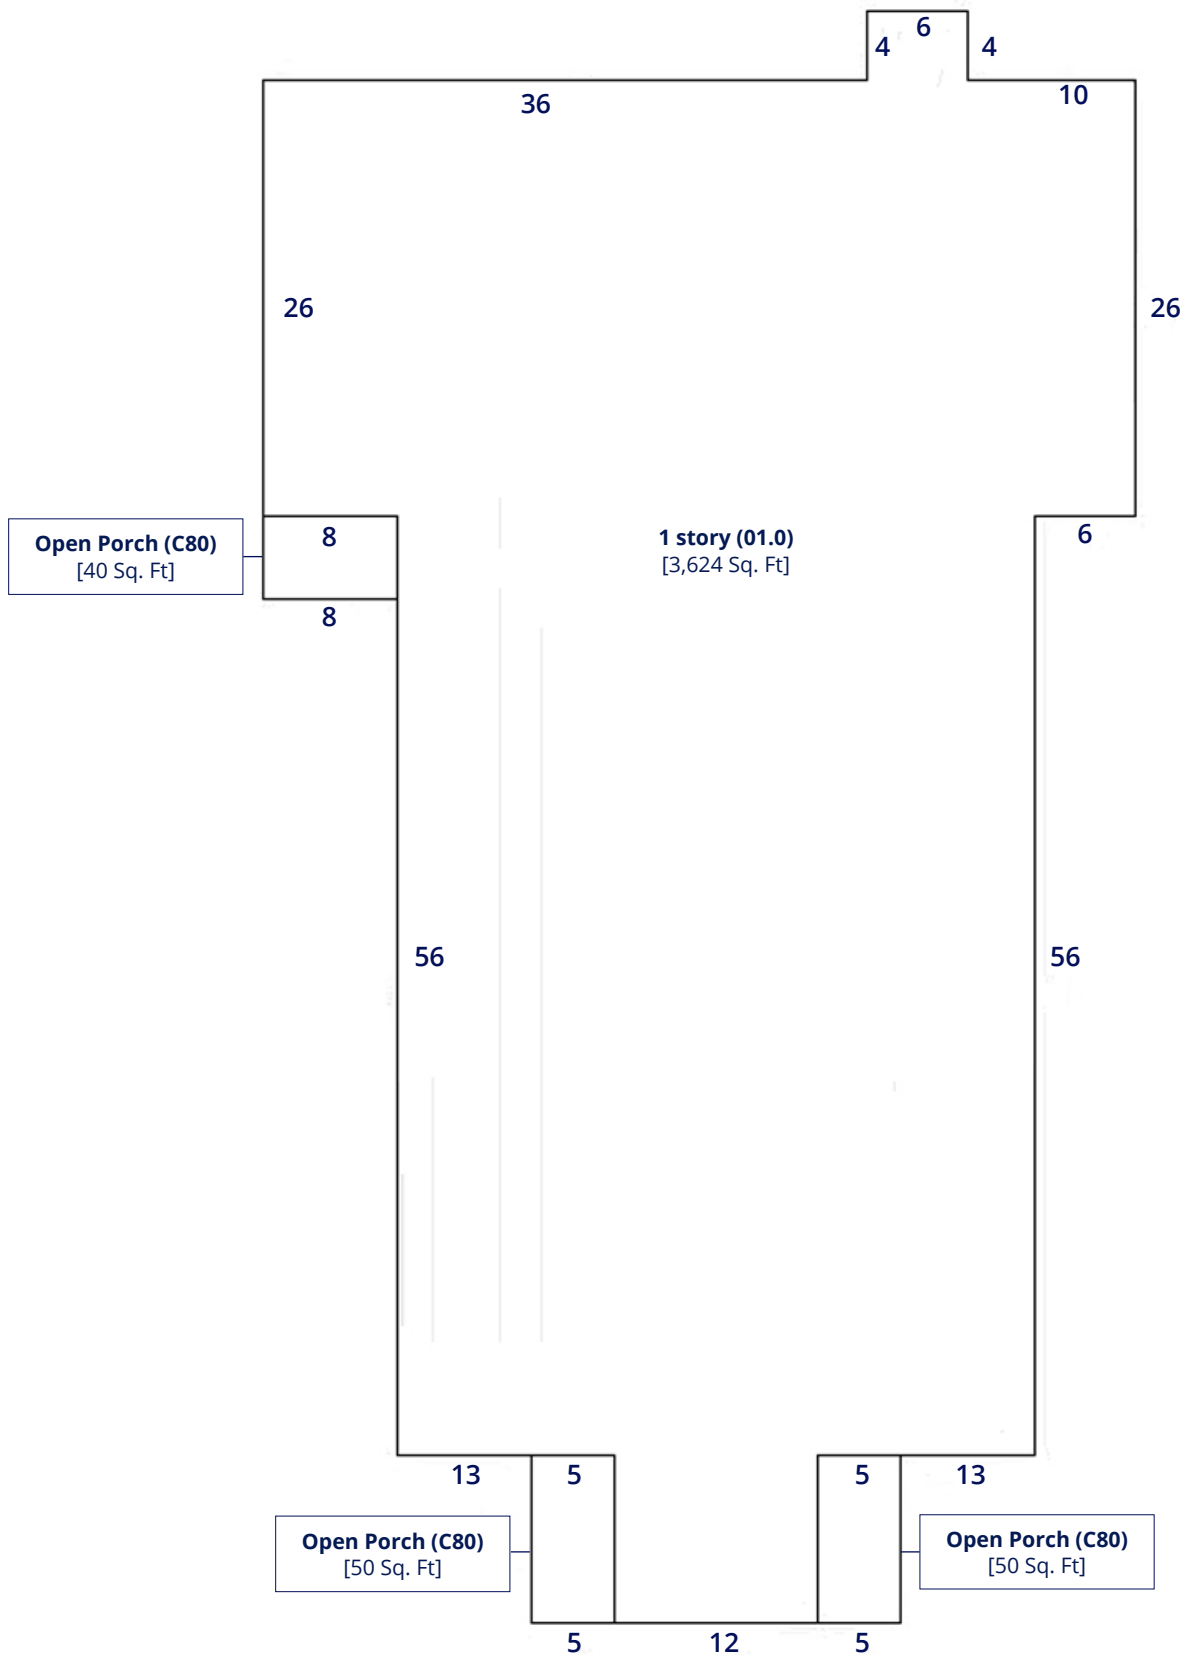 6
4
4
36
10
26
26
Open Porch (C80)
[40 Sq. Ft]
8
1 story (01.0)
[3,624 Sq. Ft]
6
8
56
56
13
5
5
13
Open Porch (C80)
[50 Sq. Ft]
Open Porch (C80)
[50 Sq. Ft]
5
12
5